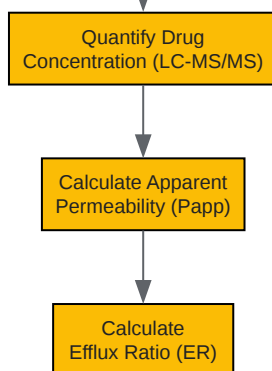 Quantify Drug
Concentration (LC-MS/MS)
Calculate Apparent
Permeability (Papp)
Calculate
Efflux Ratio (ER)